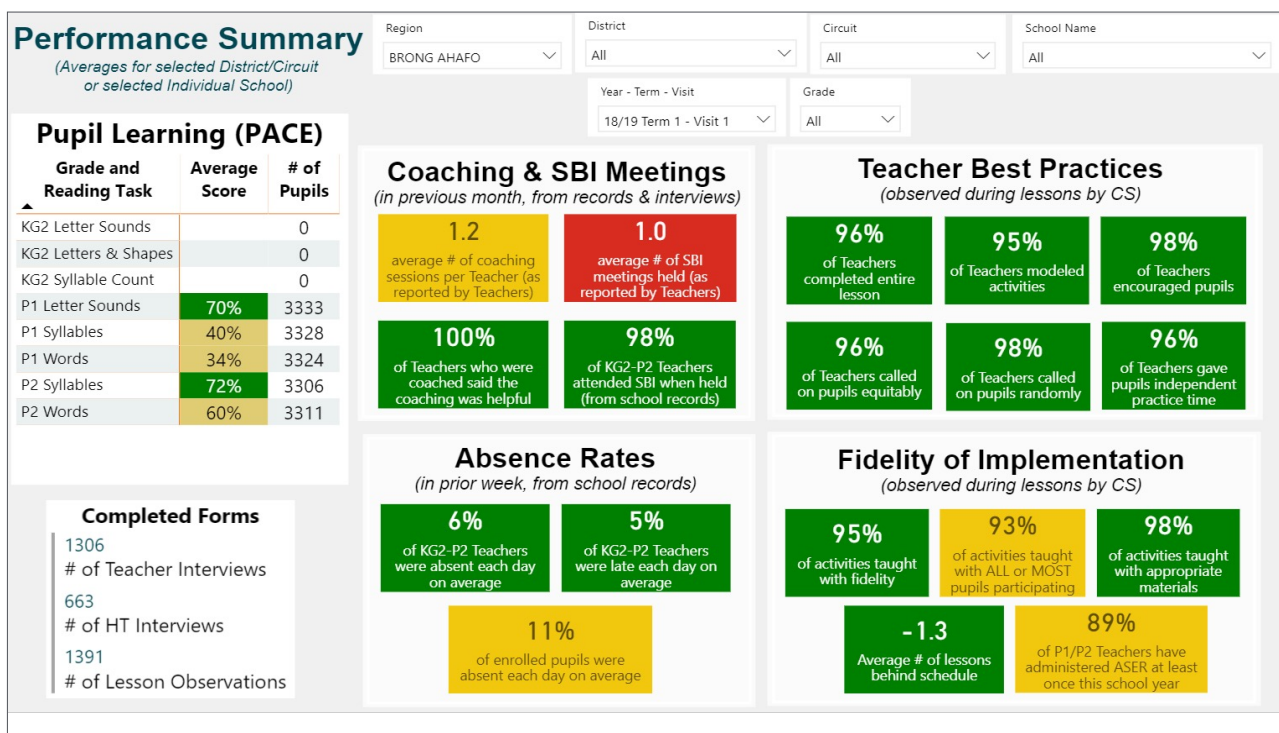 Performance Summary
(Averages for selected District/Circuit
or selected Individual School)
Region
BRONG AHAFO
District
All
Circuit
All
School Name
All
Year - Term - Visit
18/19 Term 1 - Visit 1
Grade
All
Pupil Learning (PACE)
Grade and Reading Task Average Score # of Pupils
KG2 Letter Sounds 0
KG2 Letters & Shapes 0
KG2 Syllable Count 0
P1 Letter Sounds 70% 3333
P1 Syllables 40% 3328
P1 Words 34% 3324
P2 Syllables 72% 3306
P2 Words 60% 3311
Completed Forms
1306
# of Teacher Interviews
663
# of HT Interviews
1391
# of Lesson Observations
Coaching & SBI Meetings
(in previous month, from records & interviews)
1.2
average # of coaching
sessions per Teacher (as
reported by Teachers)
1.0
average # of SBI
meetings held (as
reported by Teachers)
100%
of Teachers who were
coached said the
coaching was helpful
98%
of KG2-P2 Teachers
attended SBI when held
(from school records)
Teacher Best Practices
(observed during lessons by CS)
96%
of Teachers
completed entire
lesson
95%
of Teachers modeled
activities
98%
of Teachers
encouraged pupils
96%
of Teachers called
on pupils equitably
98%
of Teachers called
on pupils randomly
96%
of Teachers gave
pupils independent
practice time
Absence Rates
(in prior week, from school records)
6%
of KG2-P2 Teachers
were absent each day
on average
5%
of KG2-P2 Teachers
were late each day on
average
11%
of enrolled pupils were
absent each day on average
Fidelity of Implementation
(observed during lessons by CS)
95%
of activities taught
with fidelity
93%
of activities taught
with ALL or MOST
pupils participating
98%
of activities taught
with appropriate
materials
-1.3
Average # of lessons
behind schedule
89%
of P1/P2 Teachers have
administered ASER at least
once this school year